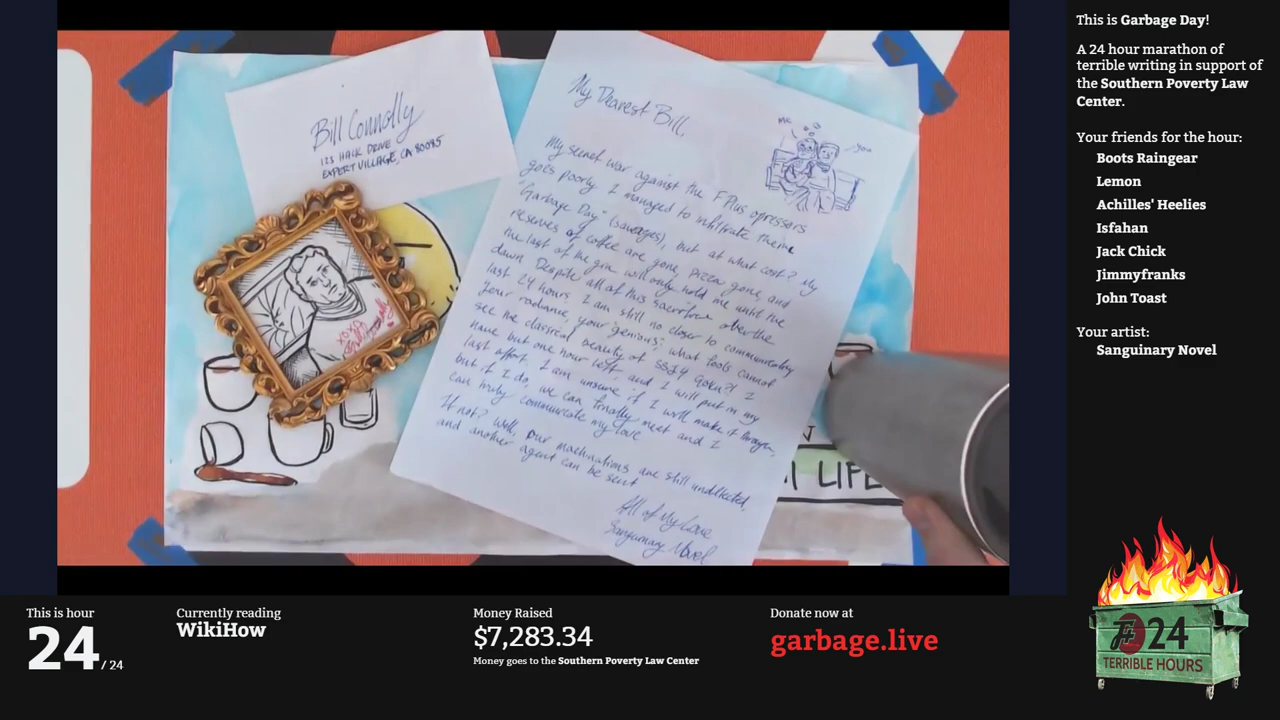 Bill Connolly
123 HACK DRIVE
EXPERT VILLAGE, CA 80085
My Dearest Bill,
me
you
My secret war against the FPlus opressors
goes poorly. I managed to infiltrate their
"Garbage Day" (savages), but at what cost? My
reserves of coffee are gone, pizza gone, and
the last of the gin will only hold me until the
dawn. Despite all of this sacrifice over the
last 24 hours, I am still no closer to communicating
your radiance, your genious; what fools cannot
see the classical beauty of SSJ4 Goku?! I
have but one hour left, and I will put in my
last effort. I am unsure if I will make it through,
but if I do, we can finally meet and I
can truly communicate my love
If not? Well, our machinations are still undetected,
and another agent can be sent
All of My Love
Sanguinary Novel
XOXO
LIFE
This is Garbage Day!
A 24 hour marathon of
terrible writing in support of
the Southern Poverty Law
Center.
Your friends for the hour:
Boots Raingear
Lemon
Achilles' Heelies
Isfahan
Jack Chick
Jimmyfranks
John Toast
Your artist:
Sanguinary Novel
This is hour
24 / 24
Currently reading
WikiHow
Money Raised
$7,283.34
Money goes to the Southern Poverty Law Center
Donate now at
garbage.live
F+ 24
TERRIBLE HOURS